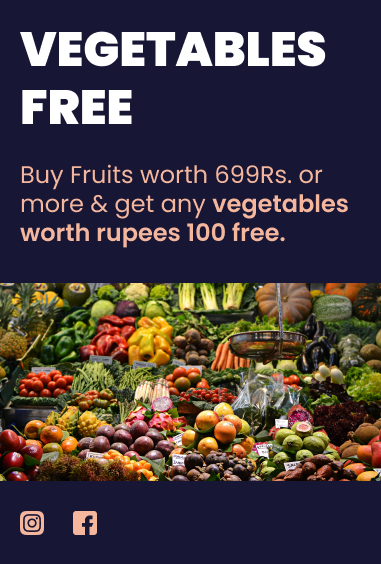 VEGETABLES
FREE
Buy Fruits worth 699Rs. or
more & get any vegetables
worth rupees 100 free.